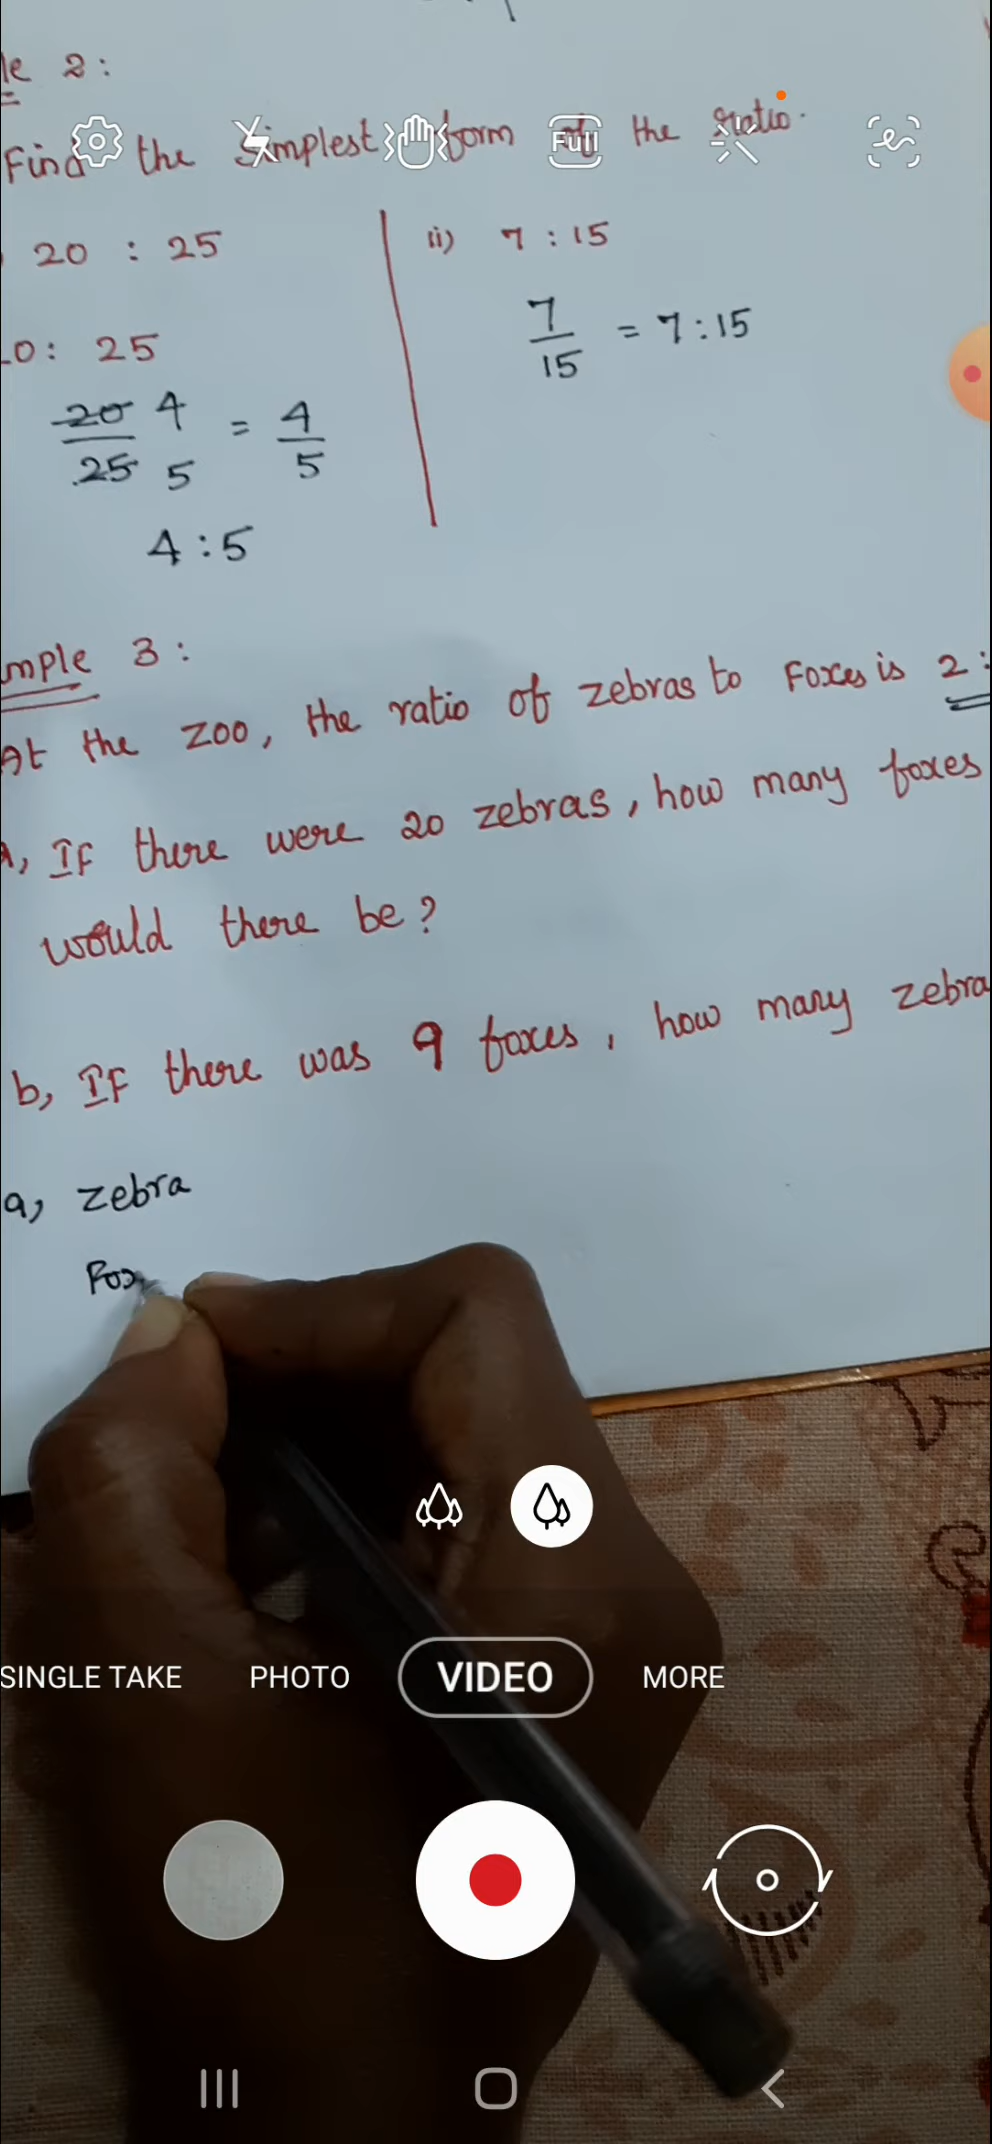 le 2:
Find the Simplest form of the ratio.
20 : 25
ii) 7 : 15
0: 25
7
15
= 7:15
20 4
25 5
= 4
5
4:5
mple 3:
At the zoo, the ratio of zebras to Foxes is 2:
a, IF there were 20 zebras, how many foxes
would there be?
b, IF there was 9 foxes, how many zebra
a, zebra
Fox
Full
SINGLE TAKE
PHOTO
VIDEO
MORE